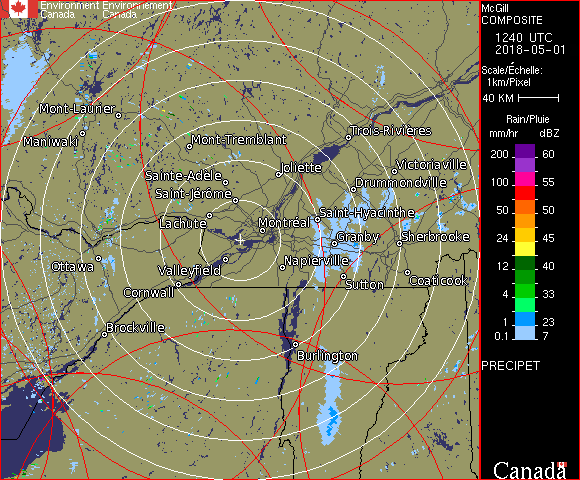 Environment Environnement
Canada Canada
McGill
COMPOSITE
1240 UTC
2018-05-01
Scale/Échelle:
1km/Pixel
40 KM
Rain/Pluie
mm/hr dBZ
200 60
150 55
100 55
50 50
24 45
12 40
4 33
1 23
0.1 7
PRECIPET
Canada
Mont-Laurier
Maniwaki
Mont-Tremblant
Trois-Rivières
Sainte-Adèle
Joliette
Victoriaville
Saint-Jérôme
Drummondville
Lachute
Montréal
Saint-Hyacinthe
Granby
Sherbrooke
Ottawa
Valleyfield
Napierville
Cornwall
Sutton
Coaticook
Brockville
Burlington